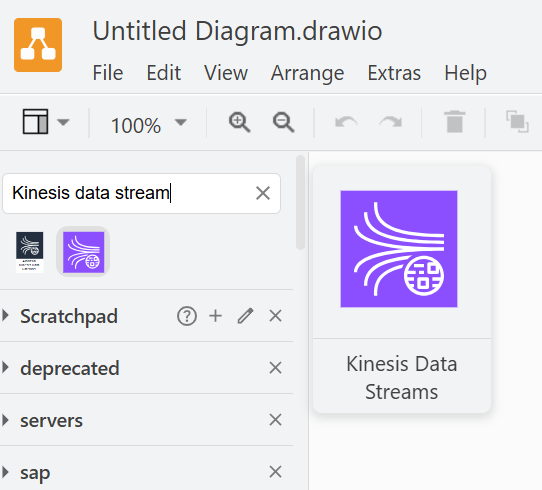 Untitled Diagram.drawio
File Edit View Arrange Extras Help
100%
Kinesis data stream
Scratchpad ?
deprecated
servers
sap
Kinesis Data
Streams